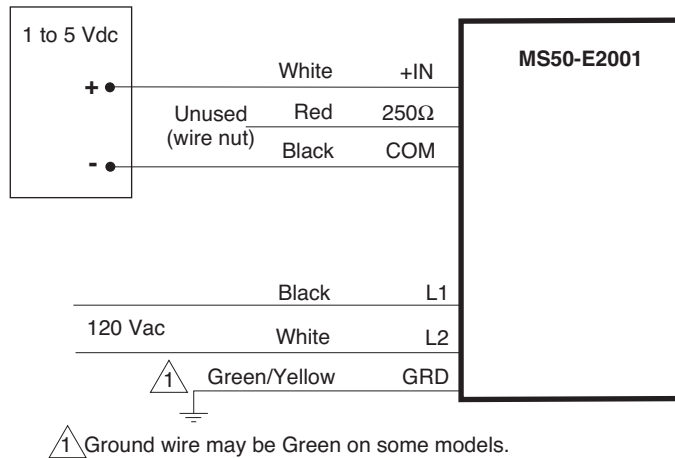 1 to 5 Vdc
MS50-E2001
+ White +IN
Unused Red 250Ω
(wire nut)
- Black COM
Black L1
120 Vac White L2
1 Green/Yellow GRD
1 Ground wire may be Green on some models.